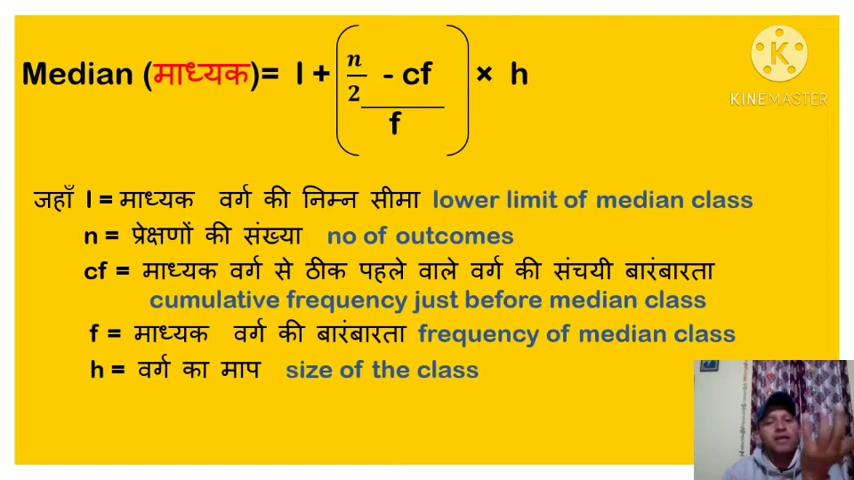 Median (माध्यक)= l + (n/2 - cf / f) × h
KINEMASTER
जहाँ l = माध्यक वर्ग की निम्न सीमा lower limit of median class
n = प्रेक्षणों की संख्या no of outcomes
cf = माध्यक वर्ग से ठीक पहले वाले वर्ग की संचयी बारंबारता
cumulative frequency just before median class
f = माध्यक वर्ग की बारंबारता frequency of median class
h = वर्ग का माप size of the class